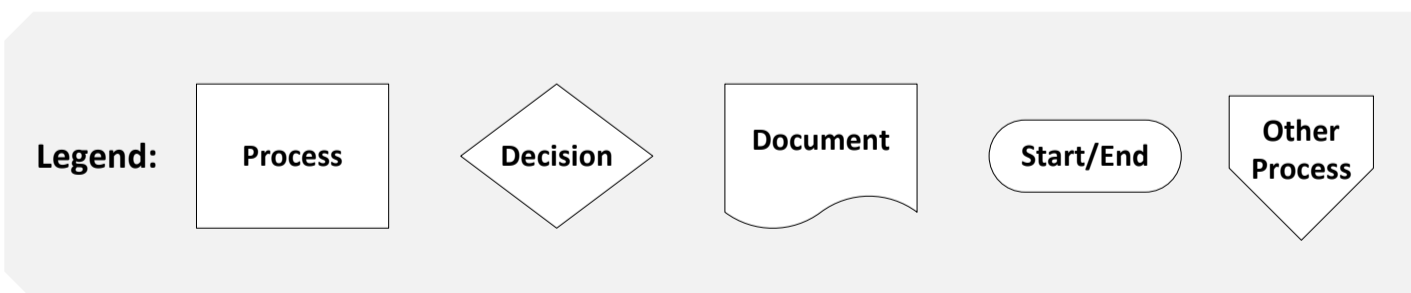 Legend:
Process
Decision
Document
Start/End
Other
Process